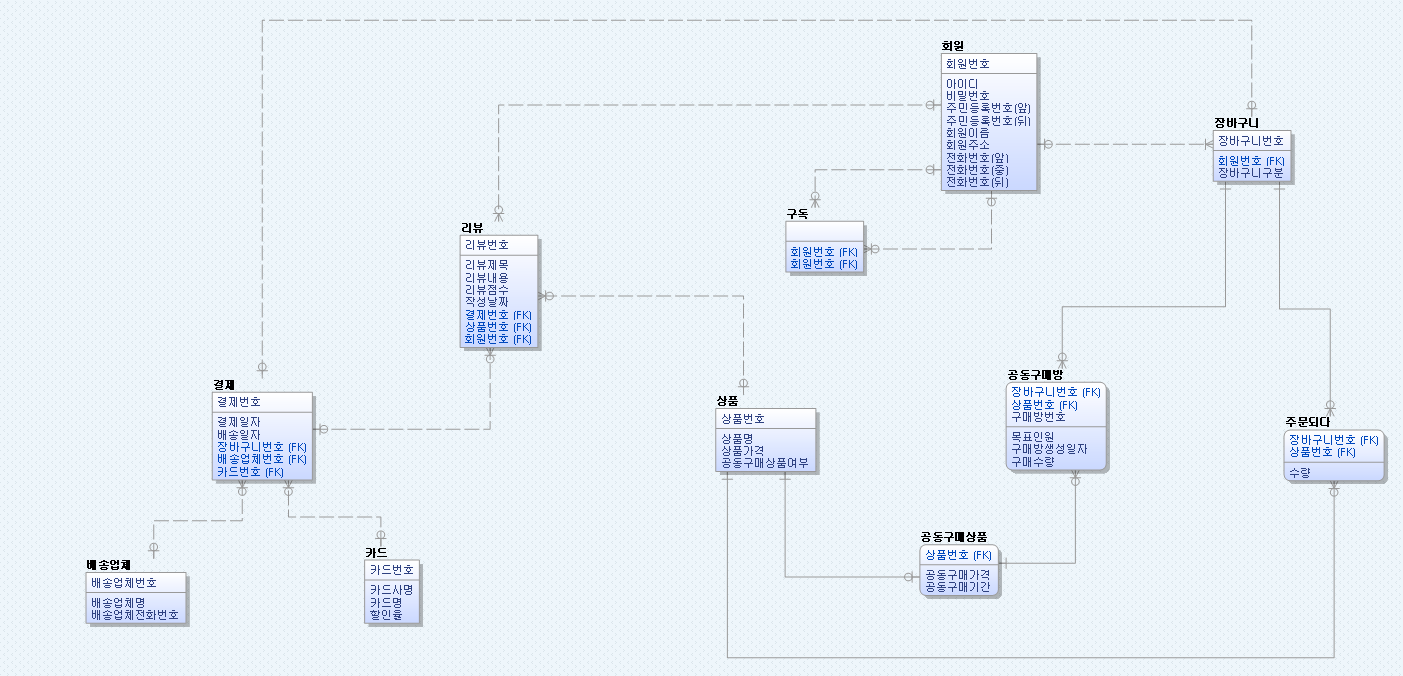 회원
회원번호
아이디
비밀번호
주민등록번호(앞)
주민등록번호(뒤)
회원이름
회원주소
전화번호(앞)
전화번호(중)
전화번호(뒤)
장바구니
장바구니번호
회원번호 (FK)
장바구니구분
구독
회원번호 (FK)
회원번호 (FK)
리뷰
리뷰번호
리뷰제목
리뷰내용
리뷰점수
작성날짜
결제번호 (FK)
상품번호 (FK)
회원번호 (FK)
결제
결제번호
결제일자
배송일자
장바구니번호 (FK)
배송업체번호 (FK)
카드번호 (FK)
상품
상품번호
상품명
상품가격
공동구매상품여부
공동구매방
장바구니번호 (FK)
상품번호 (FK)
구매방번호
목표인원
구매방생성일자
구매수량
주문되다
장바구니번호 (FK)
상품번호 (FK)
수량
공동구매상품
상품번호 (FK)
공동구매가격
공동구매기간
배송업체
배송업체번호
배송업체명
배송업체전화번호
카드
카드번호
카드사명
카드명
할인율